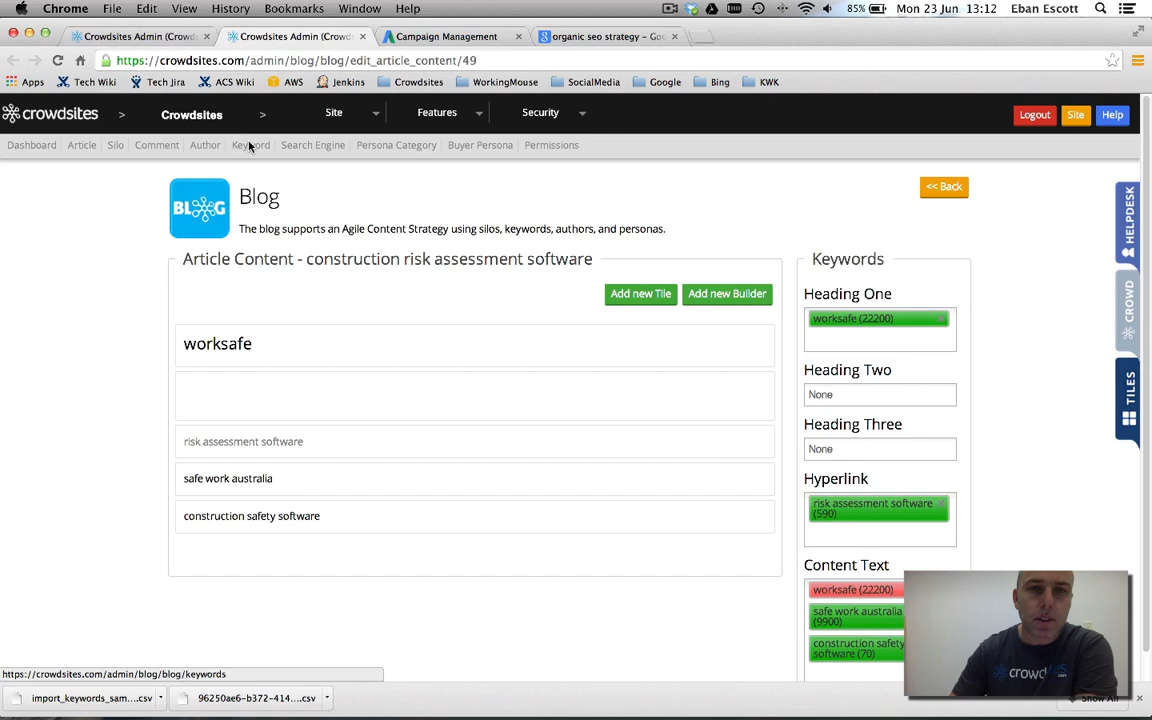 Chrome File Edit View History Bookmarks Window Help 85% Mon 23 Jun 13:12 Eban Escott
Crowdsites Admin (Crowds × Crowdsites Admin (Crowds × Campaign Management × organic seo strategy – Goo ×
https://crowdsites.com/admin/blog/blog/edit_article_content/49
Apps Tech Wiki Tech Jira ACS Wiki AWS Jenkins Crowdsites WorkingMouse SocialMedia Google Bing KWK
crowdsites > Crowdsites > Site Features Security Logout Site Help
Dashboard Article Silo Comment Author Keyword Search Engine Persona Category Buyer Persona Permissions
BLOG
Blog
<< Back
The blog supports an Agile Content Strategy using silos, keywords, authors, and personas.
Article Content - construction risk assessment software
Add new Tile Add new Builder
worksafe
risk assessment software
safe work australia
construction safety software
Keywords
Heading One
worksafe (22200)
Heading Two
None
Heading Three
None
Hyperlink
risk assessment software
(590)
Content Text
worksafe (22200)
safe work australia
(9900)
construction safety
software (70)
HELPDESK
CROWD
TILES
https://crowdsites.com/admin/blog/blog/keywords
import_keywords_sam....csv 96250ae6-b372-414....csv Show All